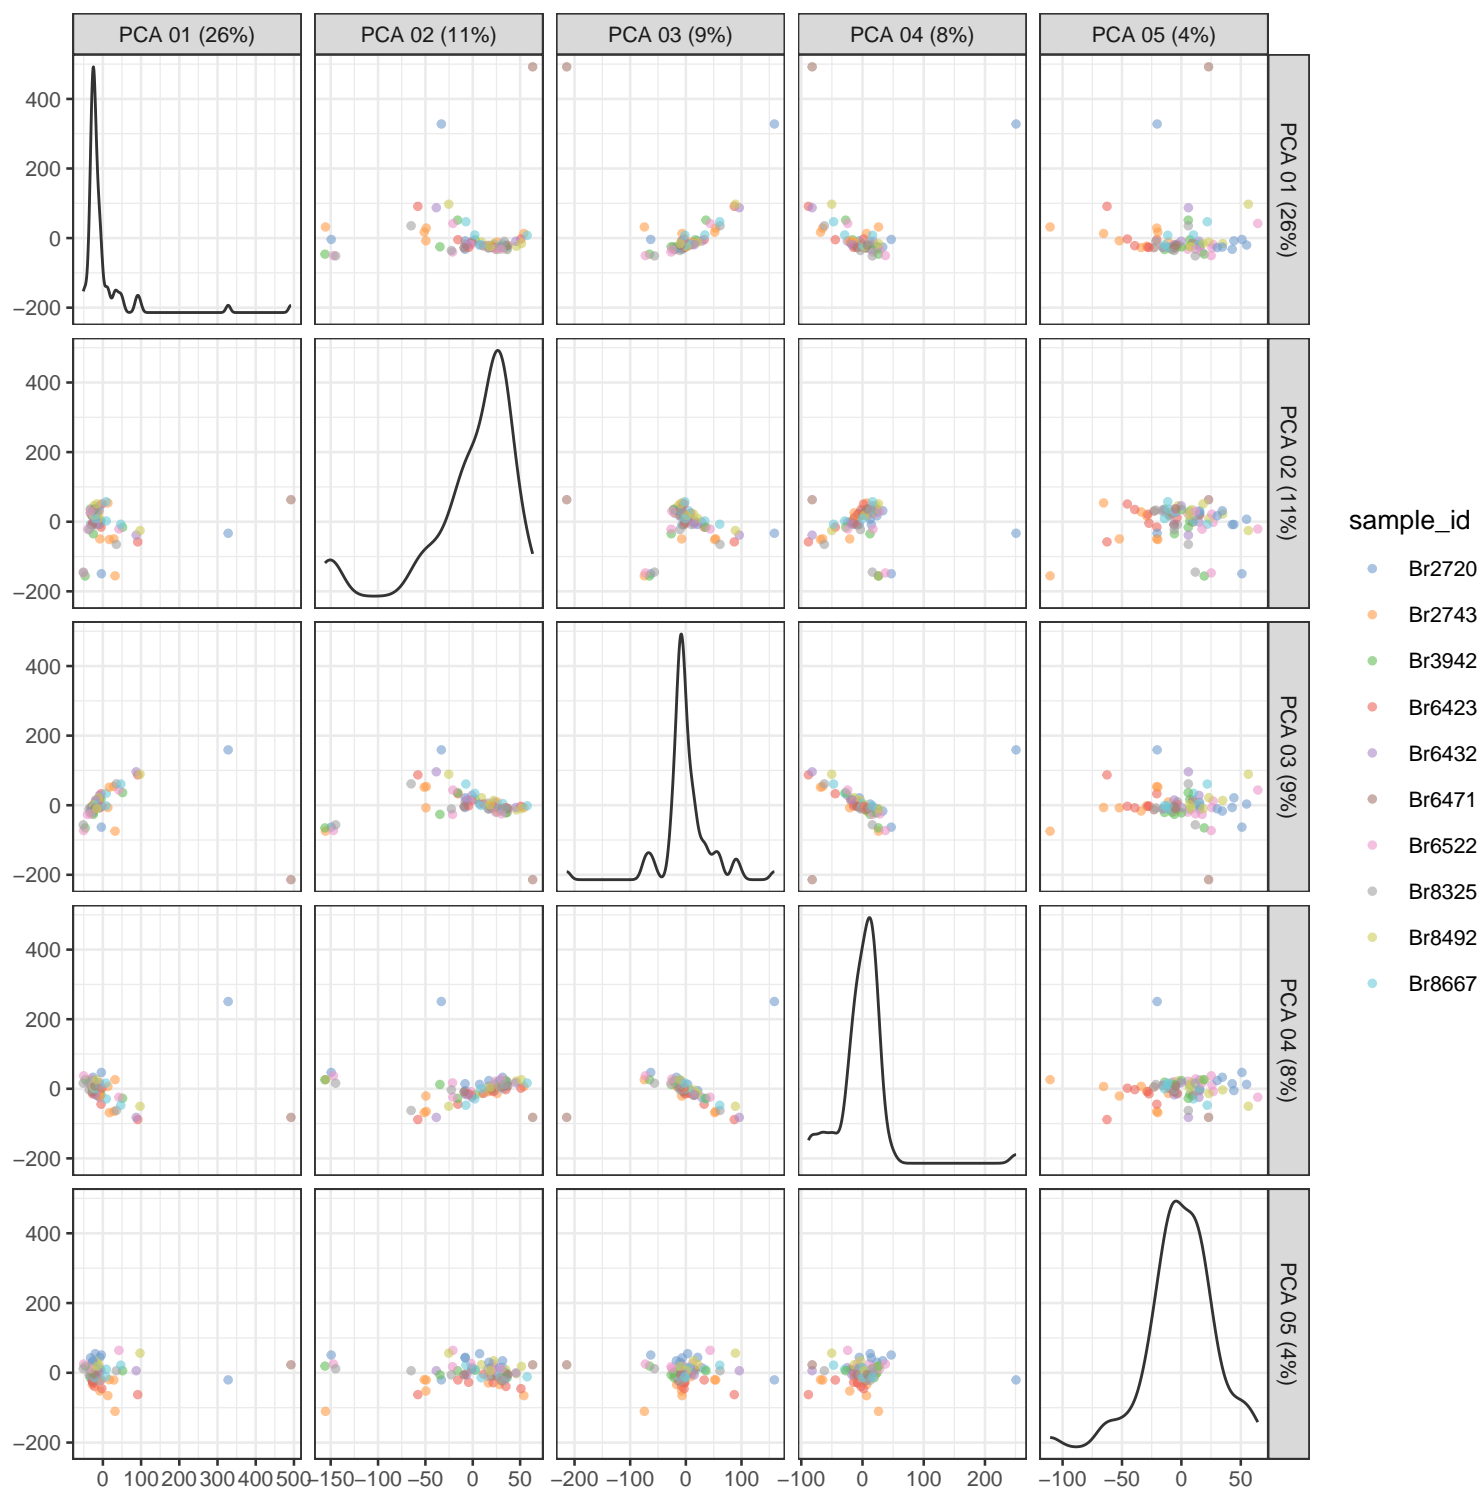 PCA 01 (26%) PCA 02 (11%) PCA 03 (9%) PCA 04 (8%) PCA 05 (4%)
400
200
0
−200
PCA 01 (26%)
400
200
0
−200
PCA 02 (11%)
400
200
0
−200
PCA 03 (9%)
400
200
0
−200
PCA 04 (8%)
400
200
0
−200
PCA 05 (4%)
0 100 200 300 400 500 −150 −100 −50 0 50 −200 −100 0 100 −100 0 100 200 −100 −50 0 50
sample_id
Br2720
Br2743
Br3942
Br6423
Br6432
Br6471
Br6522
Br8325
Br8492
Br8667